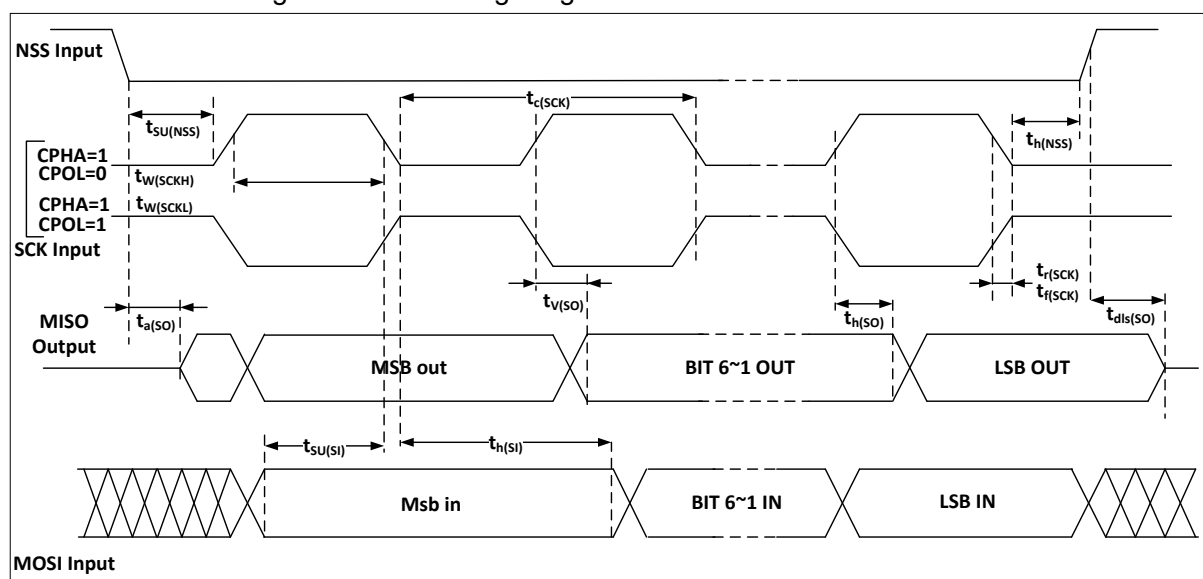 NSS Input
tc(SCK)
tSU(NSS)
th(NSS)
CPHA=1
CPOL=0
tW(SCKH)
CPHA=1
CPOL=1
tW(SCKL)
SCK Input
tr(SCK)
tf(SCK)
tV(SO)
ta(SO)
th(SO)
tdls(SO)
MISO
Output
MSB out
BIT 6~1 OUT
LSB OUT
tSU(SI)
th(SI)
Msb in
BIT 6~1 IN
LSB IN
MOSI Input